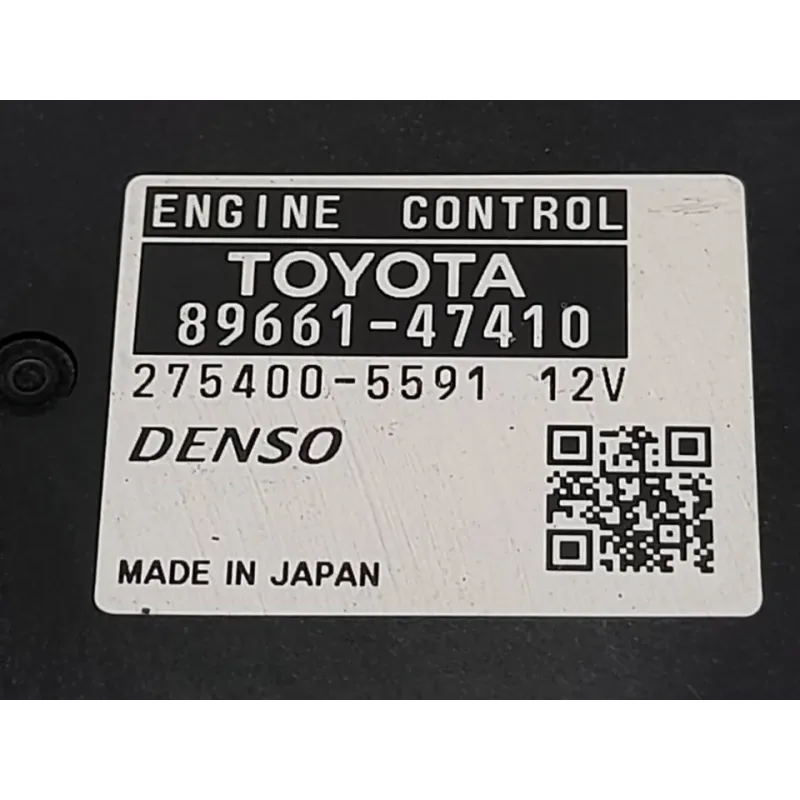 ENGINE CONTROL
TOYOTA
89661-47410
275400-5591 12V
DENSO
MADE IN JAPAN